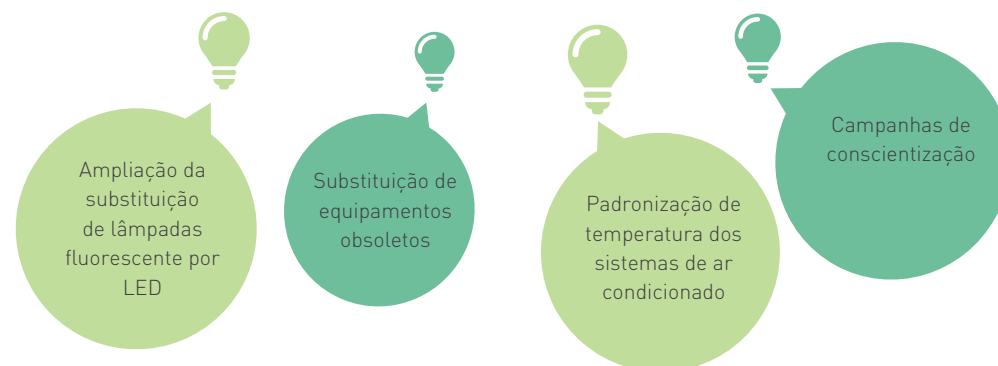 Ampliação da
substituição
de lâmpadas
fluorescente por
LED
Substituição de
equipamentos
obsoletos
Padronização de
temperatura dos
sistemas de ar
condicionado
Campanhas de
conscientização